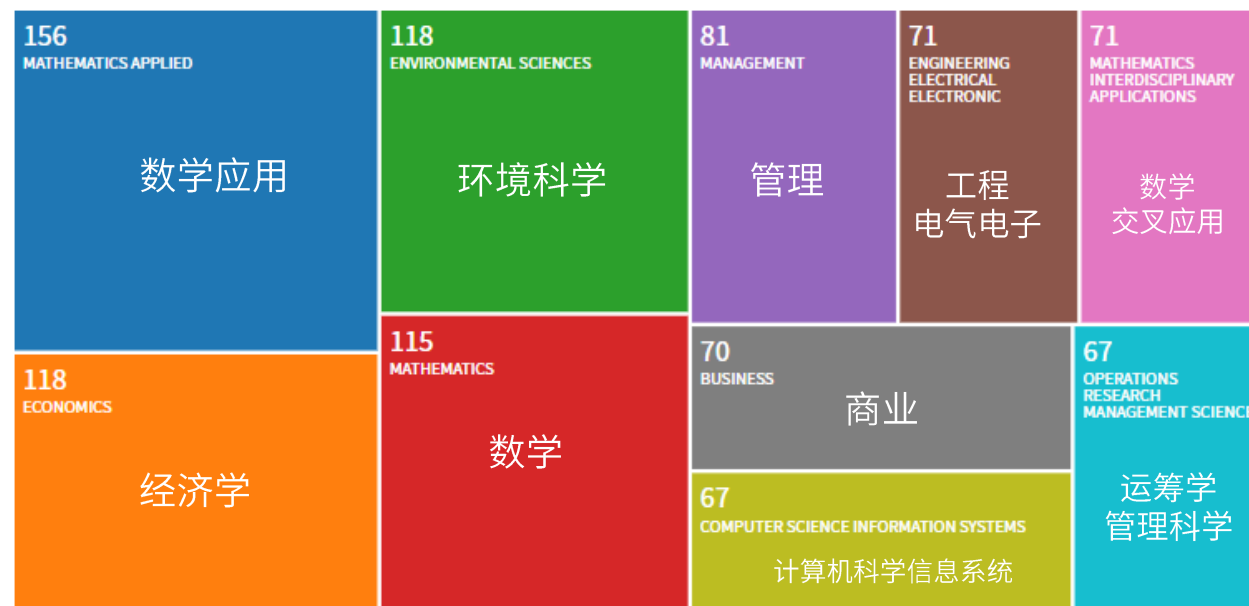 156
MATHEMATICS APPLIED
数学应用
118
ECONOMICS
经济学
118
ENVIRONMENTAL SCIENCES
环境科学
115
MATHEMATICS
数学
81
MANAGEMENT
管理
71
ENGINEERING
ELECTRICAL
ELECTRONIC
工程
电气电子
71
MATHEMATICS
INTERDISCIPLINARY
APPLICATIONS
数学
交叉应用
70
BUSINESS
商业
67
COMPUTER SCIENCE INFORMATION SYSTEMS
计算机科学信息系统
67
OPERATIONS
RESEARCH
MANAGEMENT SCIENC
运筹学
管理科学